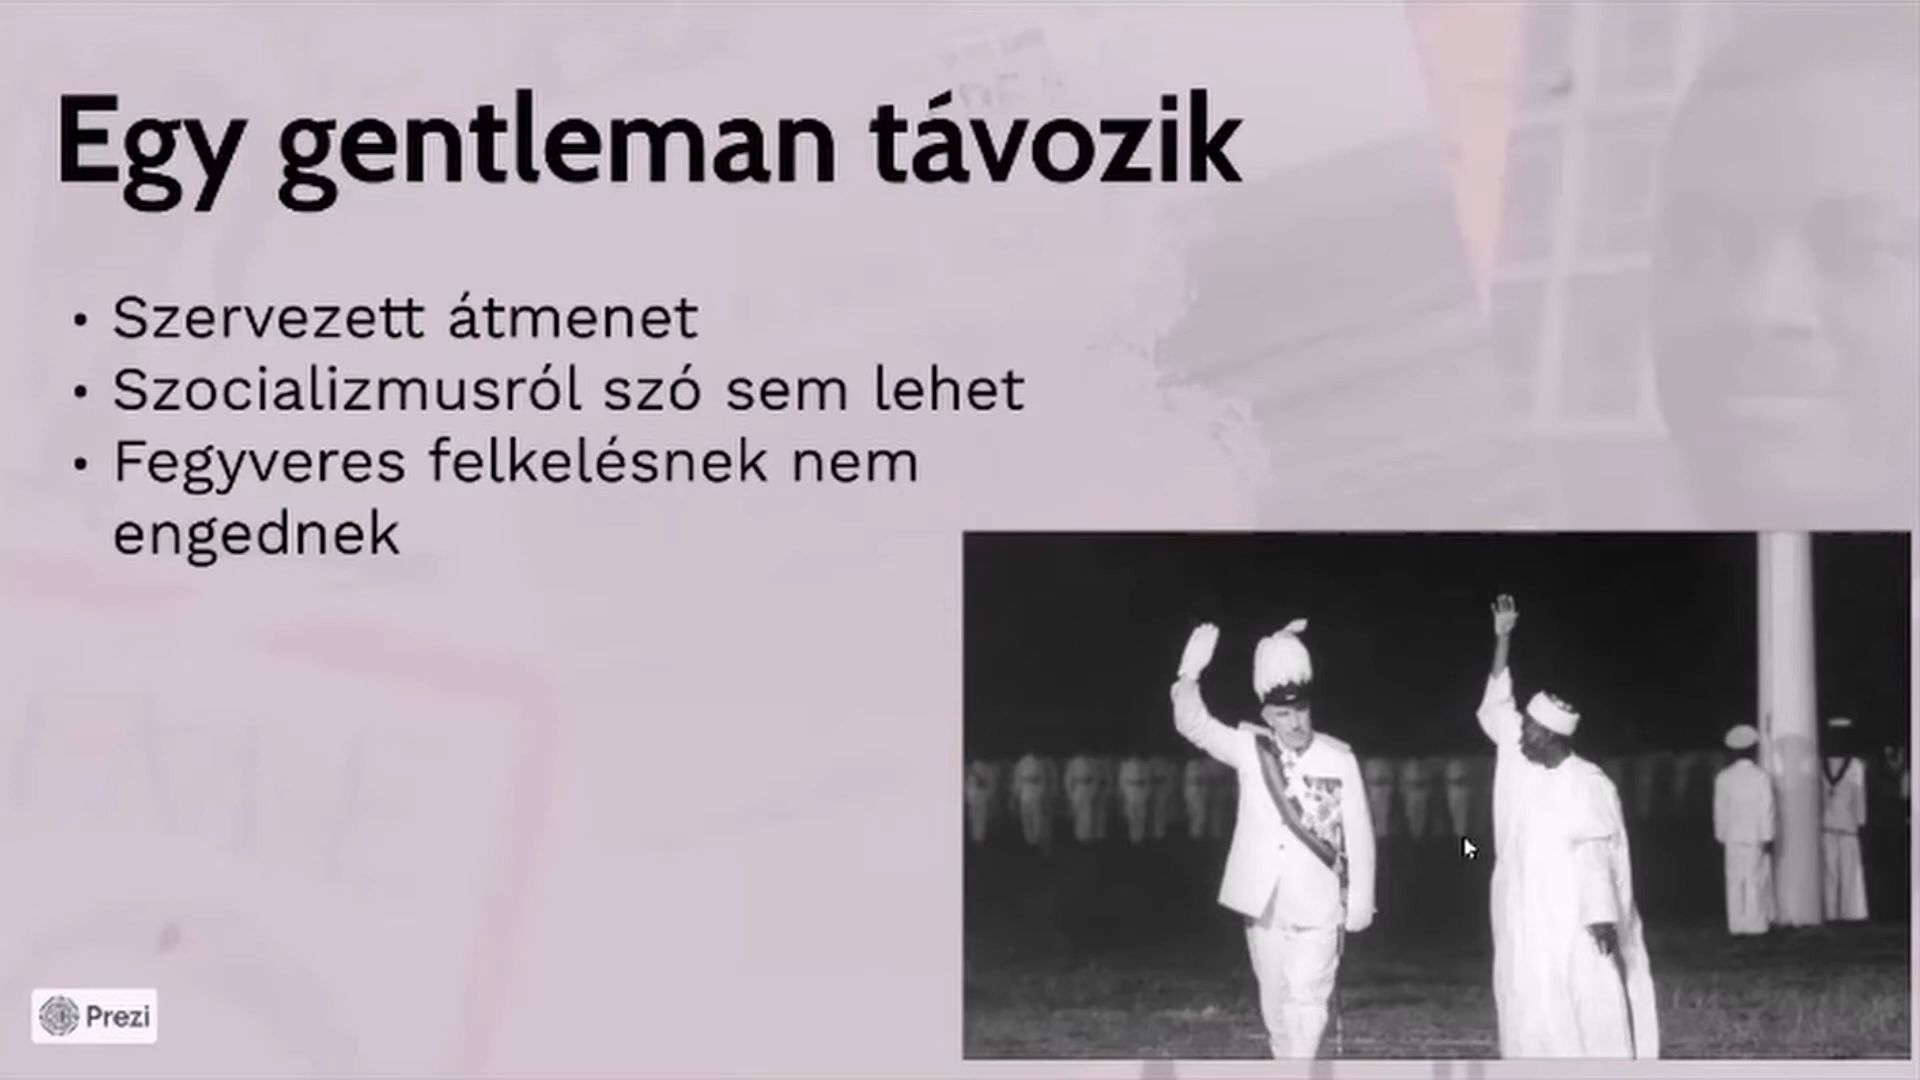 Egy gentleman távozik
• Szervezett átmenet
• Szocializmusról szó sem lehet
• Fegyveres felkelésnek nem
engednek
Prezi